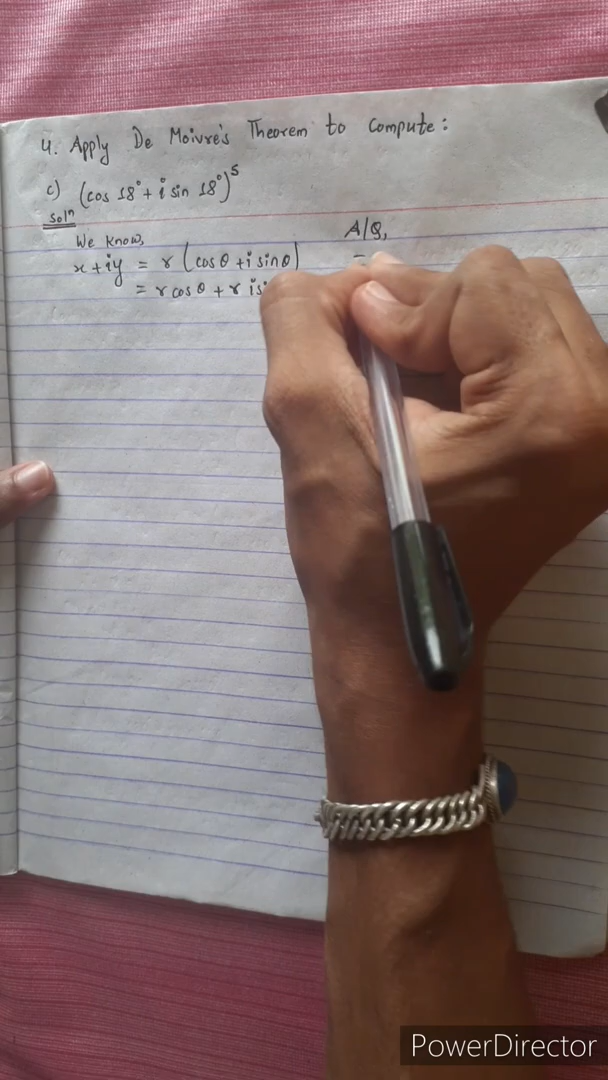 4. Apply De Moivre's Theorem to Compute:
c) (cos 18° + i sin 18°)⁵
Solⁿ
We know,
x + iy = r (cos θ + i sin θ)
= r cos θ + r i
A/Q,
=
PowerDirector